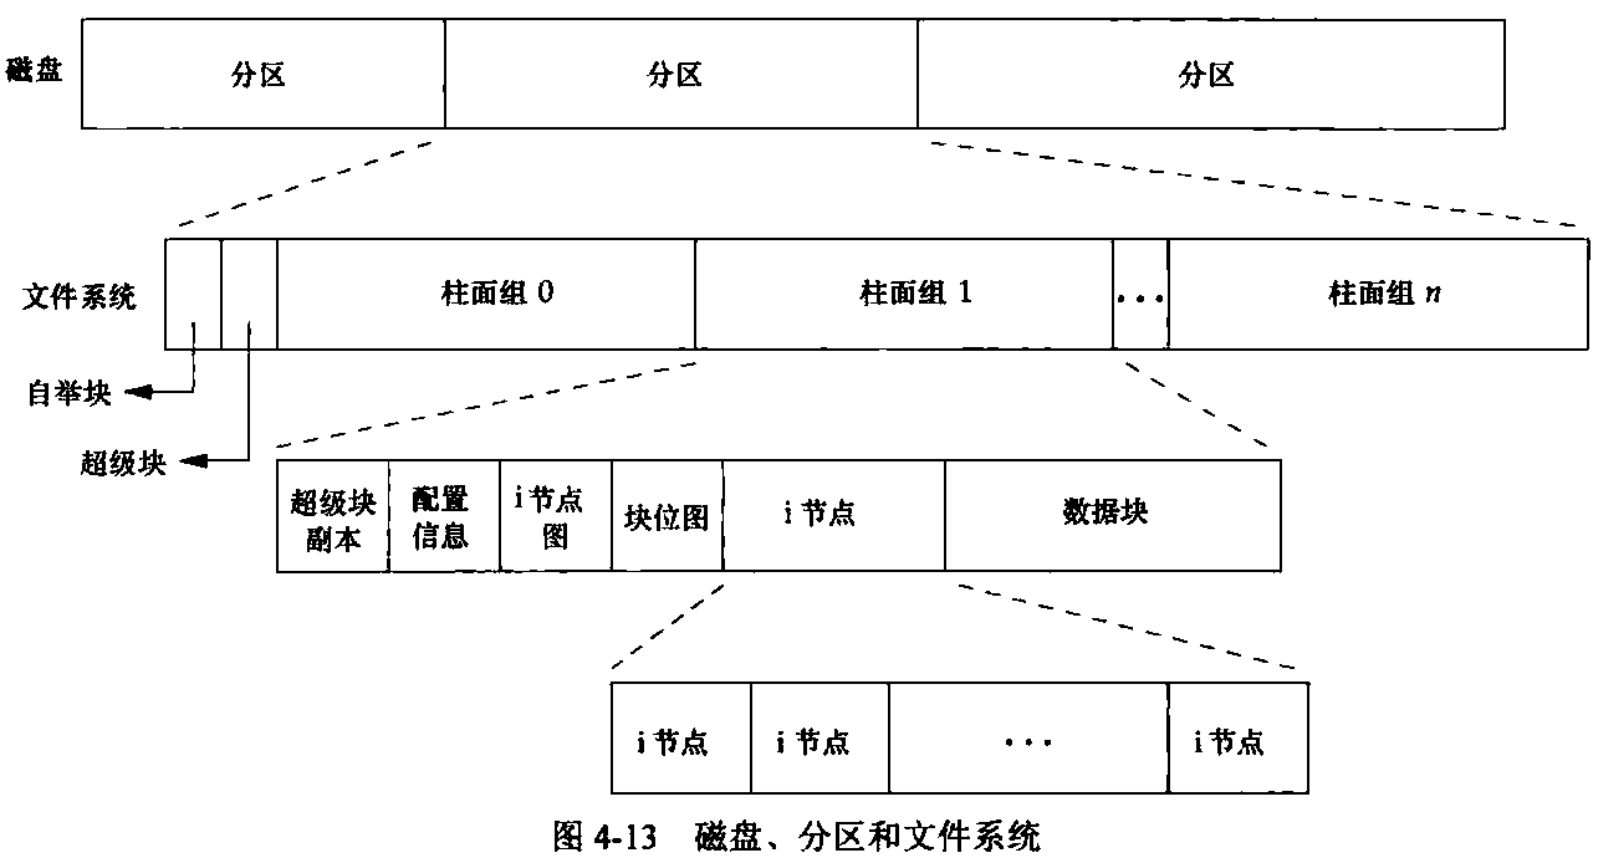 磁盘
分区
分区
分区
文件系统
柱面组 0
柱面组 1
···
柱面组 n
自举块
超级块
超级块
副本
配置
信息
i 节点
图
块位图
i 节点
数据块
i 节点
i 节点
···
i 节点
图 4-13 磁盘、分区和文件系统